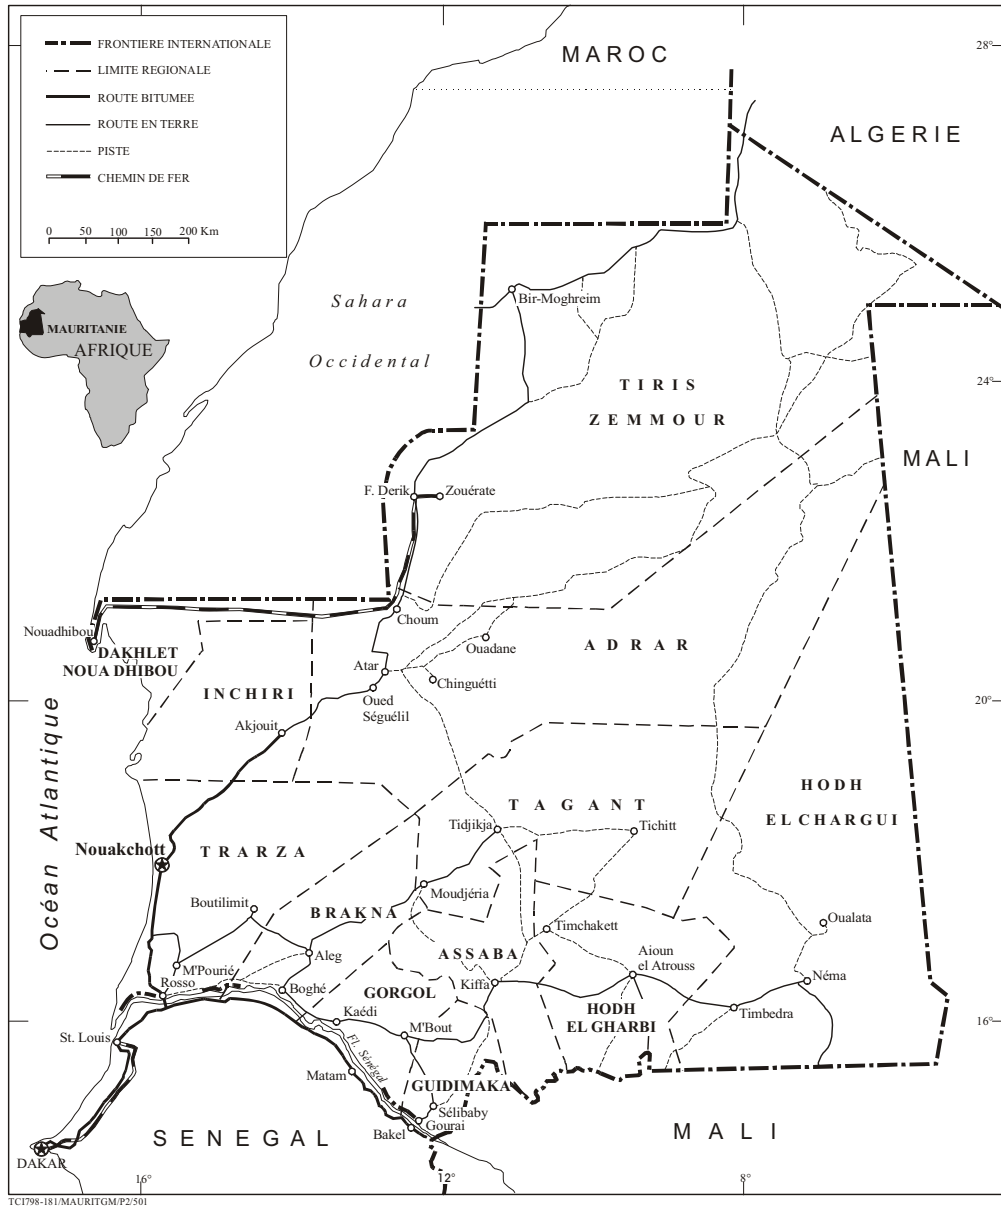 FRONTIERE INTERNATIONALE
LIMITE REGIONALE
ROUTE BITUMEE
ROUTE EN TERRE
PISTE
CHEMIN DE FER
0 50 100 150 200 Km
MAROC
28°
ALGERIE
Sahara
Occidental
Bir-Moghreim
MAURITANIE
AFRIQUE
TIRIS
ZEMMOUR
24°
MALI
F. Derik
Zouérate
Choum
Nouadhibou
DAKHLET
NOUA DHIBOU
Ouadane
ADRAR
Atar
Chinguétti
INCHIRI
Oued
Séguélil
20°
Akjouit
Océan Atlantique
HODH
EL CHARGUI
TAGANT
Tidjikja
Tichitt
Nouakchott
TRARZA
Moudjéria
Boutilimit
BRAKNA
Timchakett
Oualata
Aleg
ASSABA
Aioun
el Atrouss
M'Pourié
Rosso
Boghé
GORGOL
Kiffa
Néma
HODH
EL GHARBI
Kaédi
M'Bout
Timbedra
16°
St. Louis
Fl. Sénégal
Matam
GUIDIMAKA
Sélibaby
Gourai
Bakel
SENEGAL
MALI
DAKAR
16°
12°
8°
TCI798-181/MAURITGM/P2/501